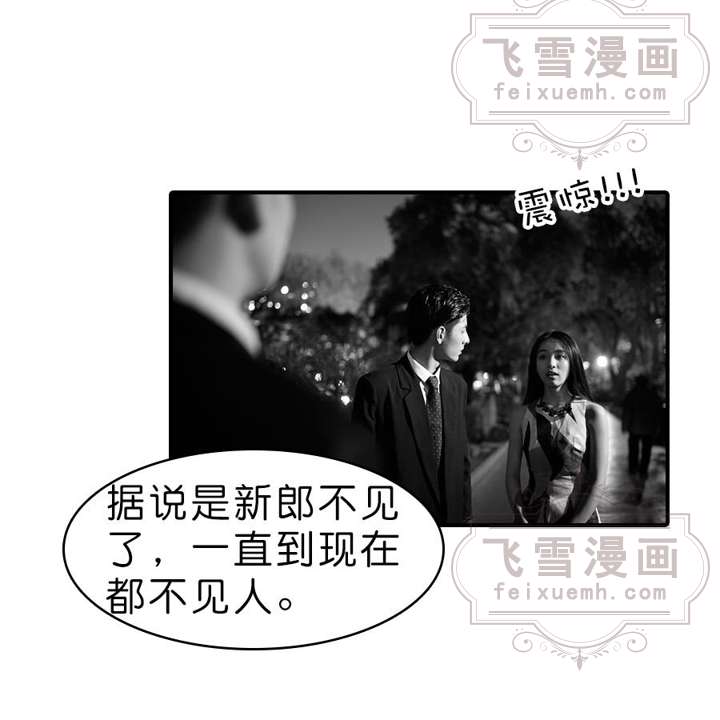 飞雪漫画
feixuemh.com
震惊!!!
据说是新郎不见
了，一直到现在
都不见人。
飞雪漫画
feixuemh.com